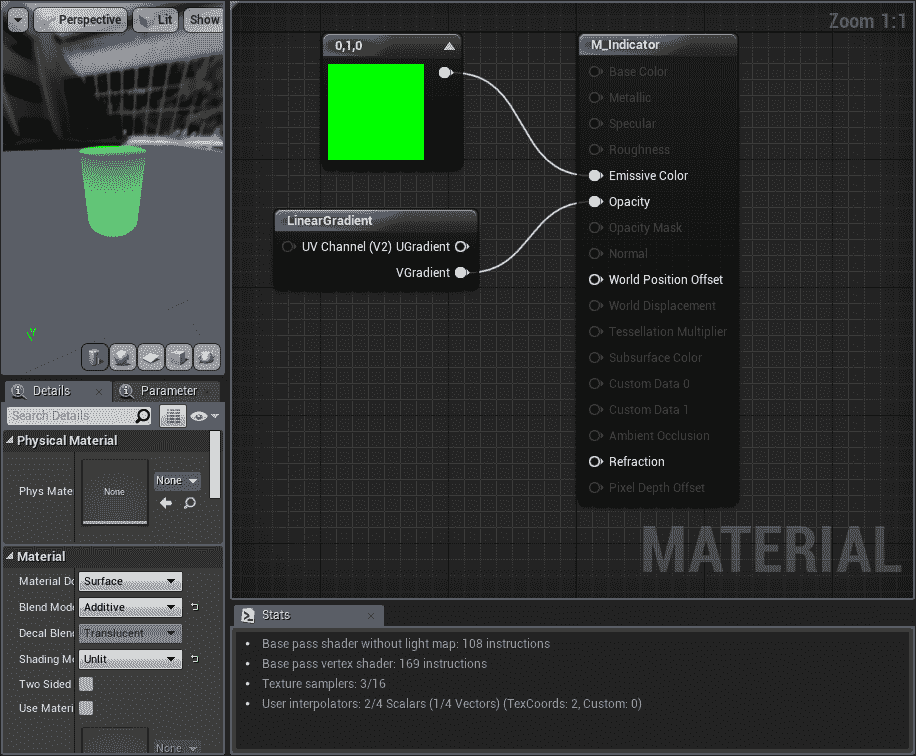 Perspective
Lit
Show
Zoom 1:1
0,1,0
M_Indicator
Base Color
Metallic
Specular
Roughness
Emissive Color
Opacity
Opacity Mask
Normal
World Position Offset
World Displacement
Tessellation Multiplier
Subsurface Color
Custom Data 0
Custom Data 1
Ambient Occlusion
Refraction
Pixel Depth Offset
LinearGradient
UV Channel (V2) UGradient
VGradient
MATERIAL
Details
Parameter
Search Details
Physical Material
Phys Mate
None
None
Material
Material Do
Surface
Blend Mode
Additive
Decal Blen
Translucent
Shading Mo
Unlit
Two Sided
Use Materi
None
Stats
• Base pass shader without light map: 108 instructions
• Base pass vertex shader: 169 instructions
• Texture samplers: 3/16
• User interpolators: 2/4 Scalars (1/4 Vectors) (TexCoords: 2, Custom: 0)